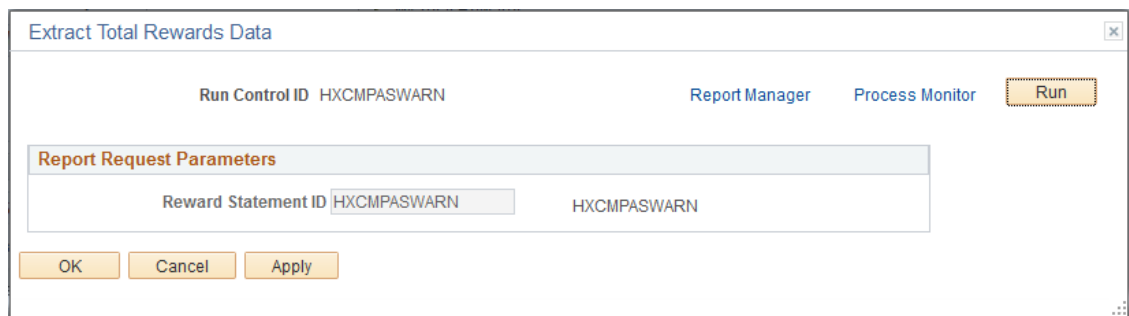 Extract Total Rewards Data
Run Control ID HXCMPASWARN Report Manager Process Monitor Run
Report Request Parameters
Reward Statement ID HXCMPASWARN HXCMPASWARN
OK Cancel Apply